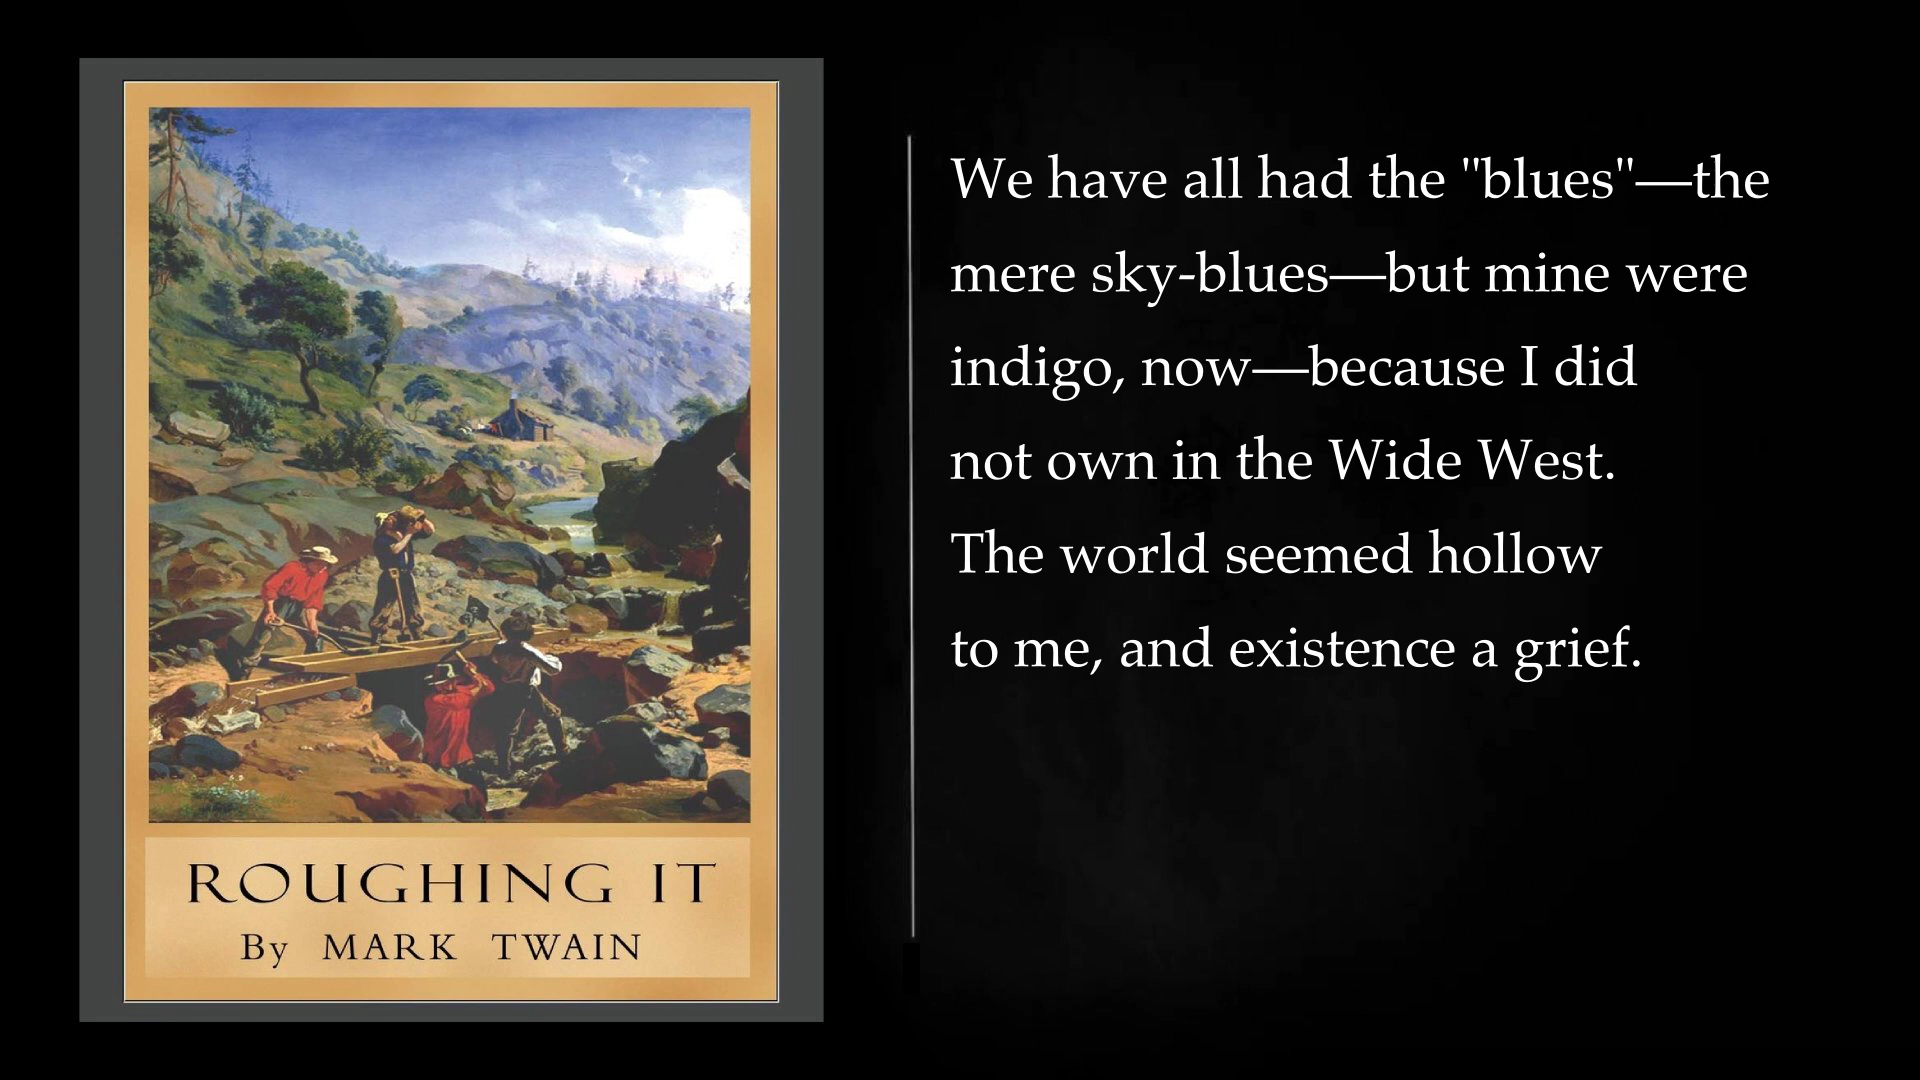 ROUGHING IT
By MARK TWAIN
We have all had the "blues"—the
mere sky-blues—but mine were
indigo, now—because I did
not own in the Wide West.
The world seemed hollow
to me, and existence a grief.